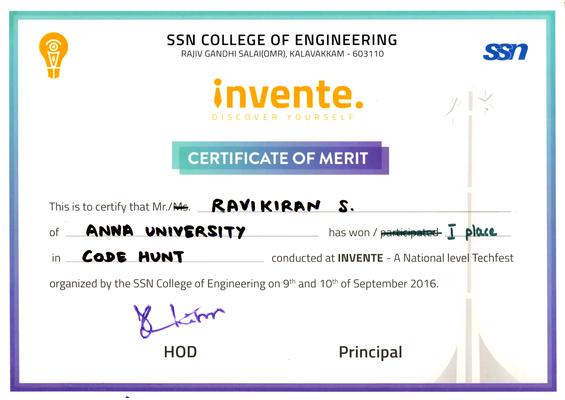 SSN COLLEGE OF ENGINEERING
RAJIV GANDHI SALAI(OMR), KALAVAKKAM - 603110
ssn
invente.
DISCOVER YOURSELF
CERTIFICATE OF MERIT
This is to certify that Mr./Ms. RAVIKIRAN S.
of ANNA UNIVERSITY has won / participated I place
in CODE HUNT conducted at INVENTE - A National level Techfest
organized by the SSN College of Engineering on 9th and 10th of September 2016.
HOD Principal